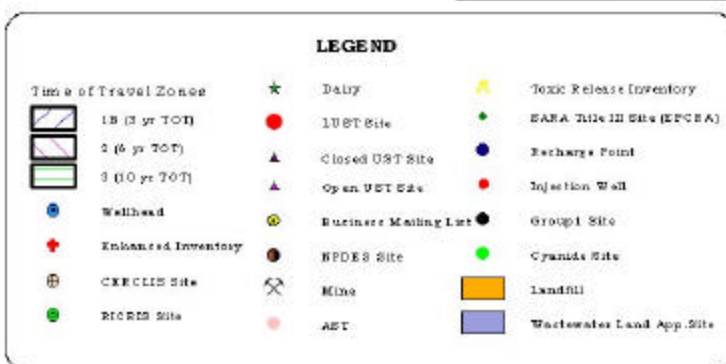 LEGEND
Time of Travel Zones
1B (3 yr TOT)
2 (6 yr TOT)
3 (10 yr TOT)
Wellhead
Enhanced Inventory
CERCLIS Site
RICRIS Site
Dairy
LUST Site
Closed UST Site
Open UST Site
Business Mailing List
NPDES Site
Mine
AST
Toxic Release Inventory
SARA Title III Site (EPCRA)
Recharge Point
Injection Well
Group1 Site
Cyanide Site
Landfill
Wastewater Land App. Site